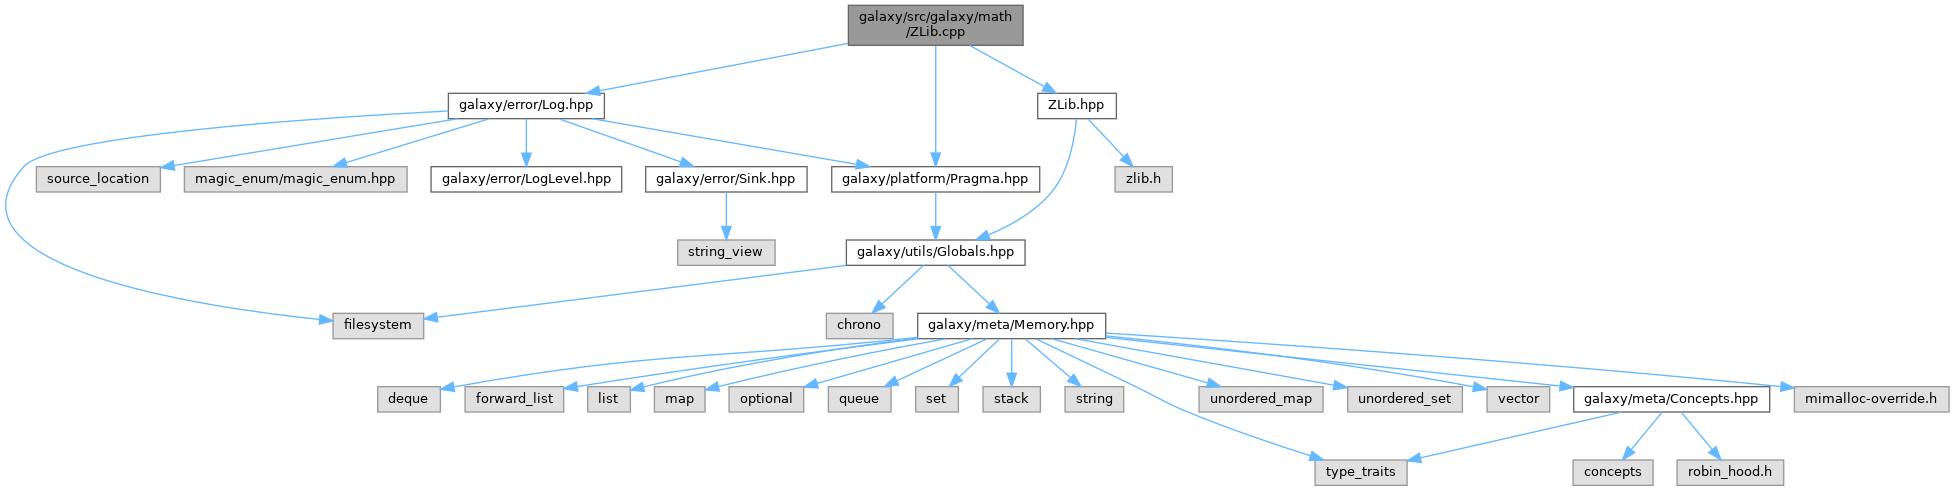 galaxy/src/galaxy/math
/ZLib.cpp
galaxy/error/Log.hpp
ZLib.hpp
source_location
magic_enum/magic_enum.hpp
galaxy/error/LogLevel.hpp
galaxy/error/Sink.hpp
galaxy/platform/Pragma.hpp
zlib.h
string_view
galaxy/utils/Globals.hpp
filesystem
chrono
galaxy/meta/Memory.hpp
deque
forward_list
list
map
optional
queue
set
stack
string
unordered_map
unordered_set
vector
galaxy/meta/Concepts.hpp
mimalloc-override.h
type_traits
concepts
robin_hood.h